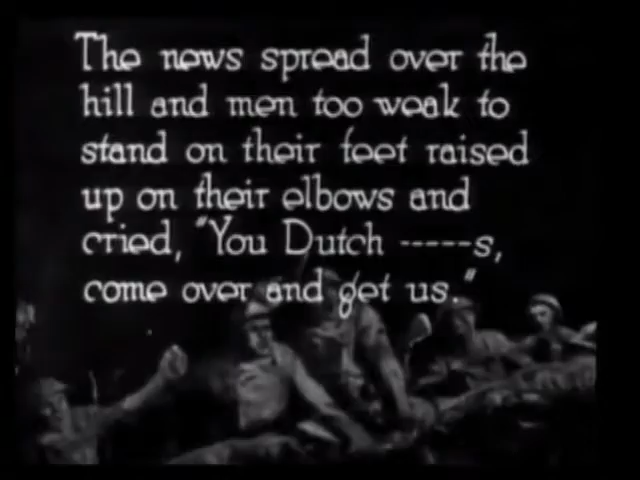 The news spread over the
hill and men too weak to
stand on their feet raised
up on their elbows and
cried, "You Dutch -----s,
come over and get us."